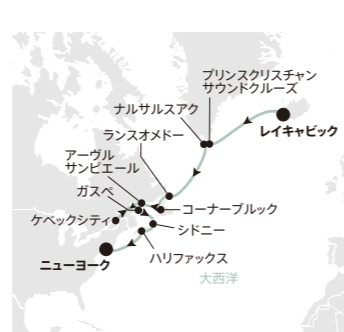 プリンスクリスチャン
サウンドクルーズ
ナルサルスアク
レイキャビック
ランスオメドー
アーヴル
サンピエール
ガスペ
コーナーブルック
ケベックシティ
シドニー
ニューヨーク
ハリファックス
大西洋